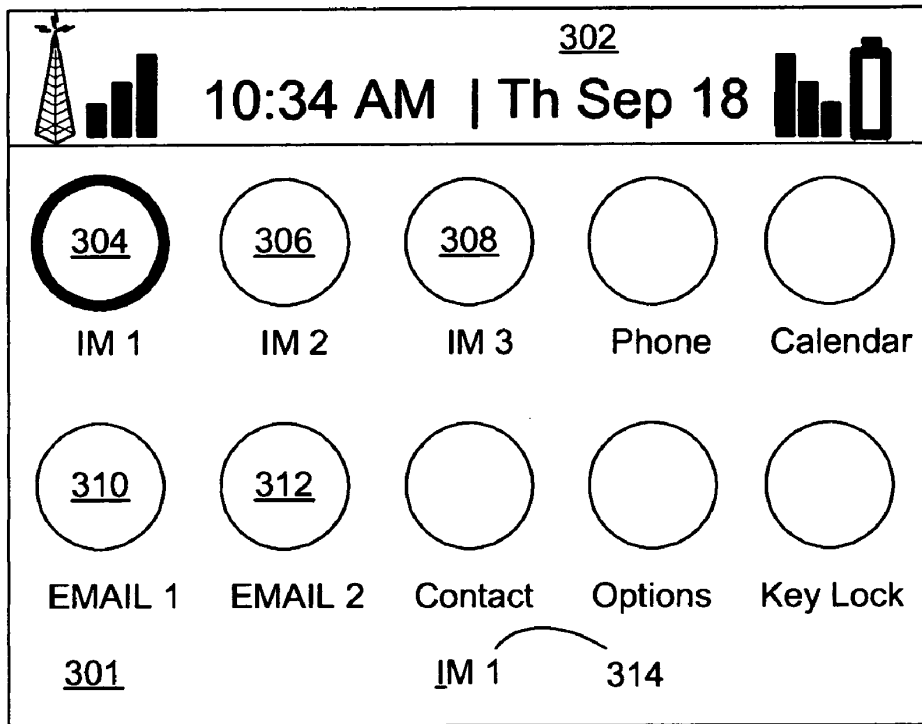 302
10:34 AM | Th Sep 18
304 306 308
IM 1 IM 2 IM 3 Phone Calendar
310 312
EMAIL 1 EMAIL 2 Contact Options Key Lock
301 IM 1 314